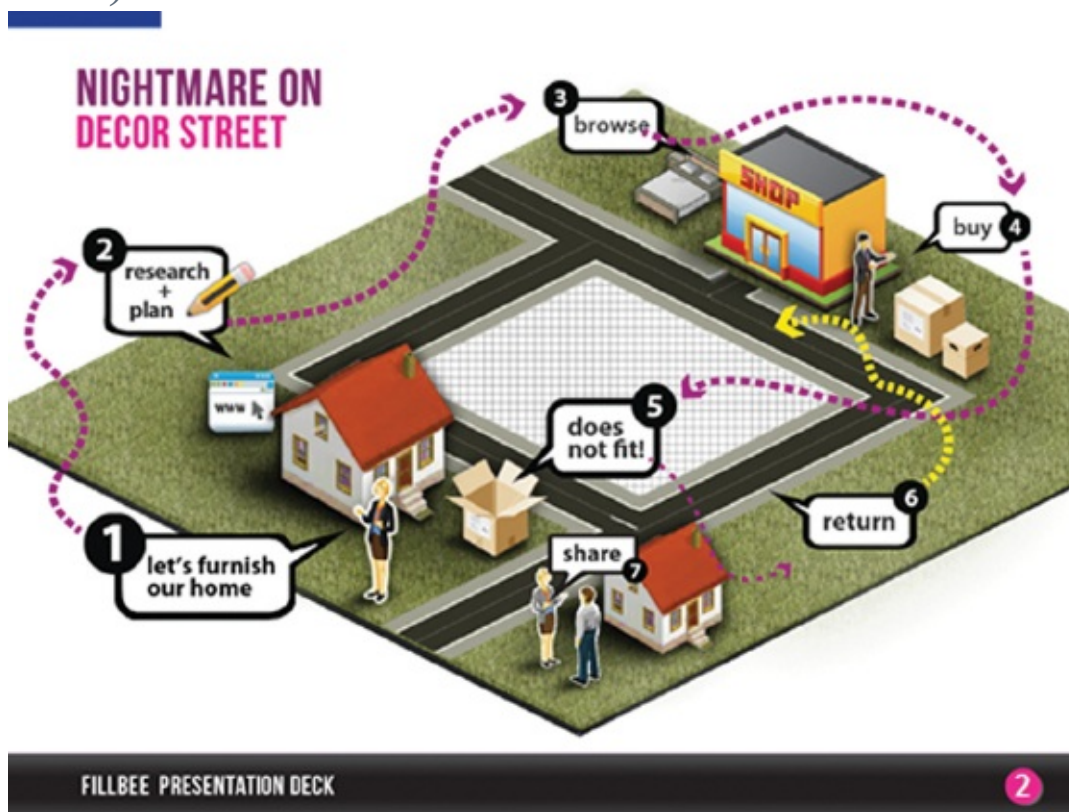 NIGHTMARE ON
DECOR STREET
3
browse
SHOP
buy 4
2
research
+
plan
www
5
does
not fit!
6
return
1
let's furnish
our home
share
7
FILLBEE PRESENTATION DECK
2